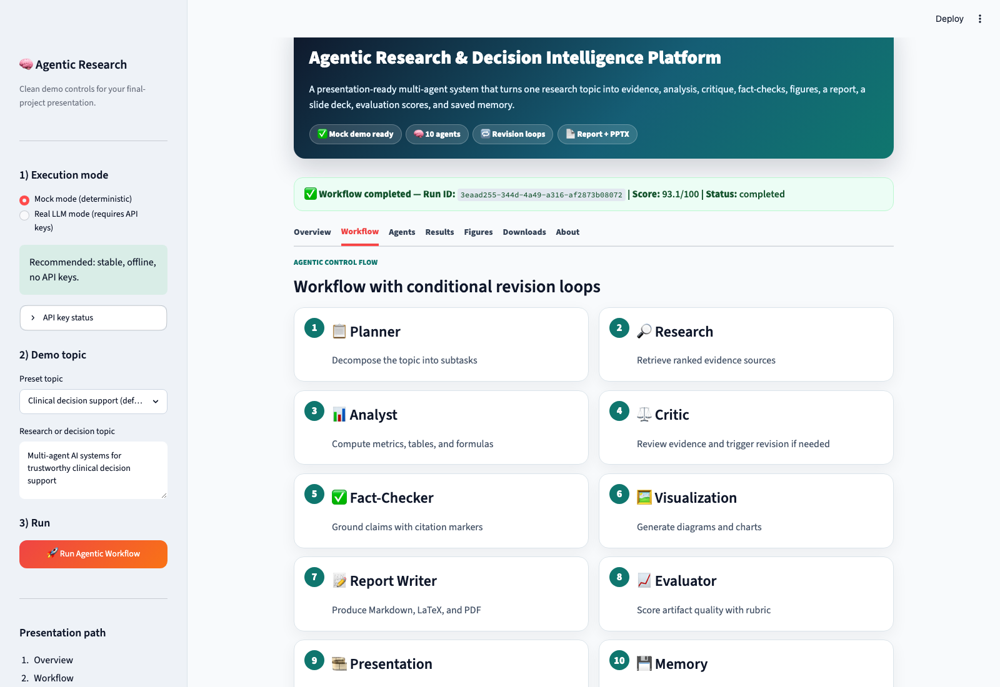 Deploy
🧠 Agentic Research
Clean demo controls for your final-
project presentation.
1) Execution mode
Mock mode (deterministic)
Real LLM mode (requires API
keys)
Recommended: stable, offline,
no API keys.
API key status
2) Demo topic
Preset topic
Clinical decision support (def...
Research or decision topic
Multi-agent AI systems for
trustworthy clinical decision
support
3) Run
🚀 Run Agentic Workflow
Presentation path
1. Overview
2. Workflow
Agentic Research & Decision Intelligence Platform
A presentation-ready multi-agent system that turns one research topic into evidence, analysis, critique, fact-checks, figures, a report, a
slide deck, evaluation scores, and saved memory.
✅ Mock demo ready
🧠 10 agents
🔁 Revision loops
📄 Report + PPTX
✅ Workflow completed — Run ID: 3eaad255-344d-4a49-a316-af2873b08072 | Score: 93.1/100 | Status: completed
Overview Workflow Agents Results Figures Downloads About
AGENTIC CONTROL FLOW
Workflow with conditional revision loops
1 📋 Planner
Decompose the topic into subtasks
2 🔎 Research
Retrieve ranked evidence sources
3 📊 Analyst
Compute metrics, tables, and formulas
4 ⚖️ Critic
Review evidence and trigger revision if needed
5 ✅ Fact-Checker
Ground claims with citation markers
6 🖼️ Visualization
Generate diagrams and charts
7 📝 Report Writer
Produce Markdown, LaTeX, and PDF
8 📈 Evaluator
Score artifact quality with rubric
9 Presentation
10 💾 Memory